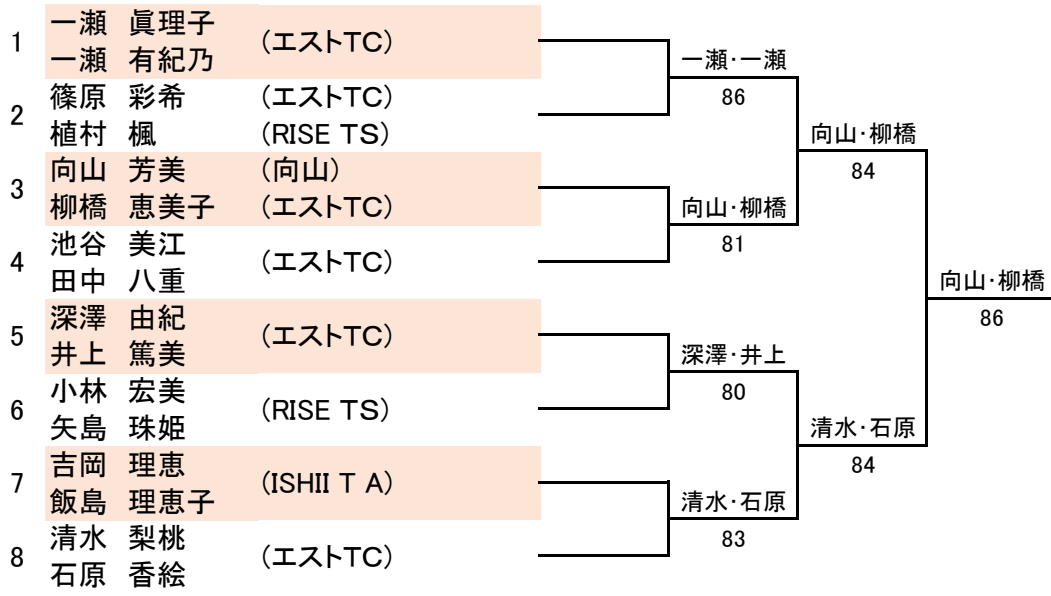 1
一瀬 眞理子
一瀬 有紀乃
(エストTC)
2
篠原 彩希 (エストTC)
植村 楓 (RISE TS)
3
向山 芳美 (向山)
柳橋 恵美子 (エストTC)
4
池谷 美江
田中 八重
(エストTC)
5
深澤 由紀
井上 篤美
(エストTC)
6
小林 宏美
矢島 珠姫
(RISE TS)
7
吉岡 理恵
飯島 理恵子
(ISHII T A)
8
清水 梨桃
石原 香絵
(エストTC)
一瀬・一瀬
86
向山・柳橋
81
深澤・井上
80
清水・石原
83
向山・柳橋
84
清水・石原
84
向山・柳橋
86